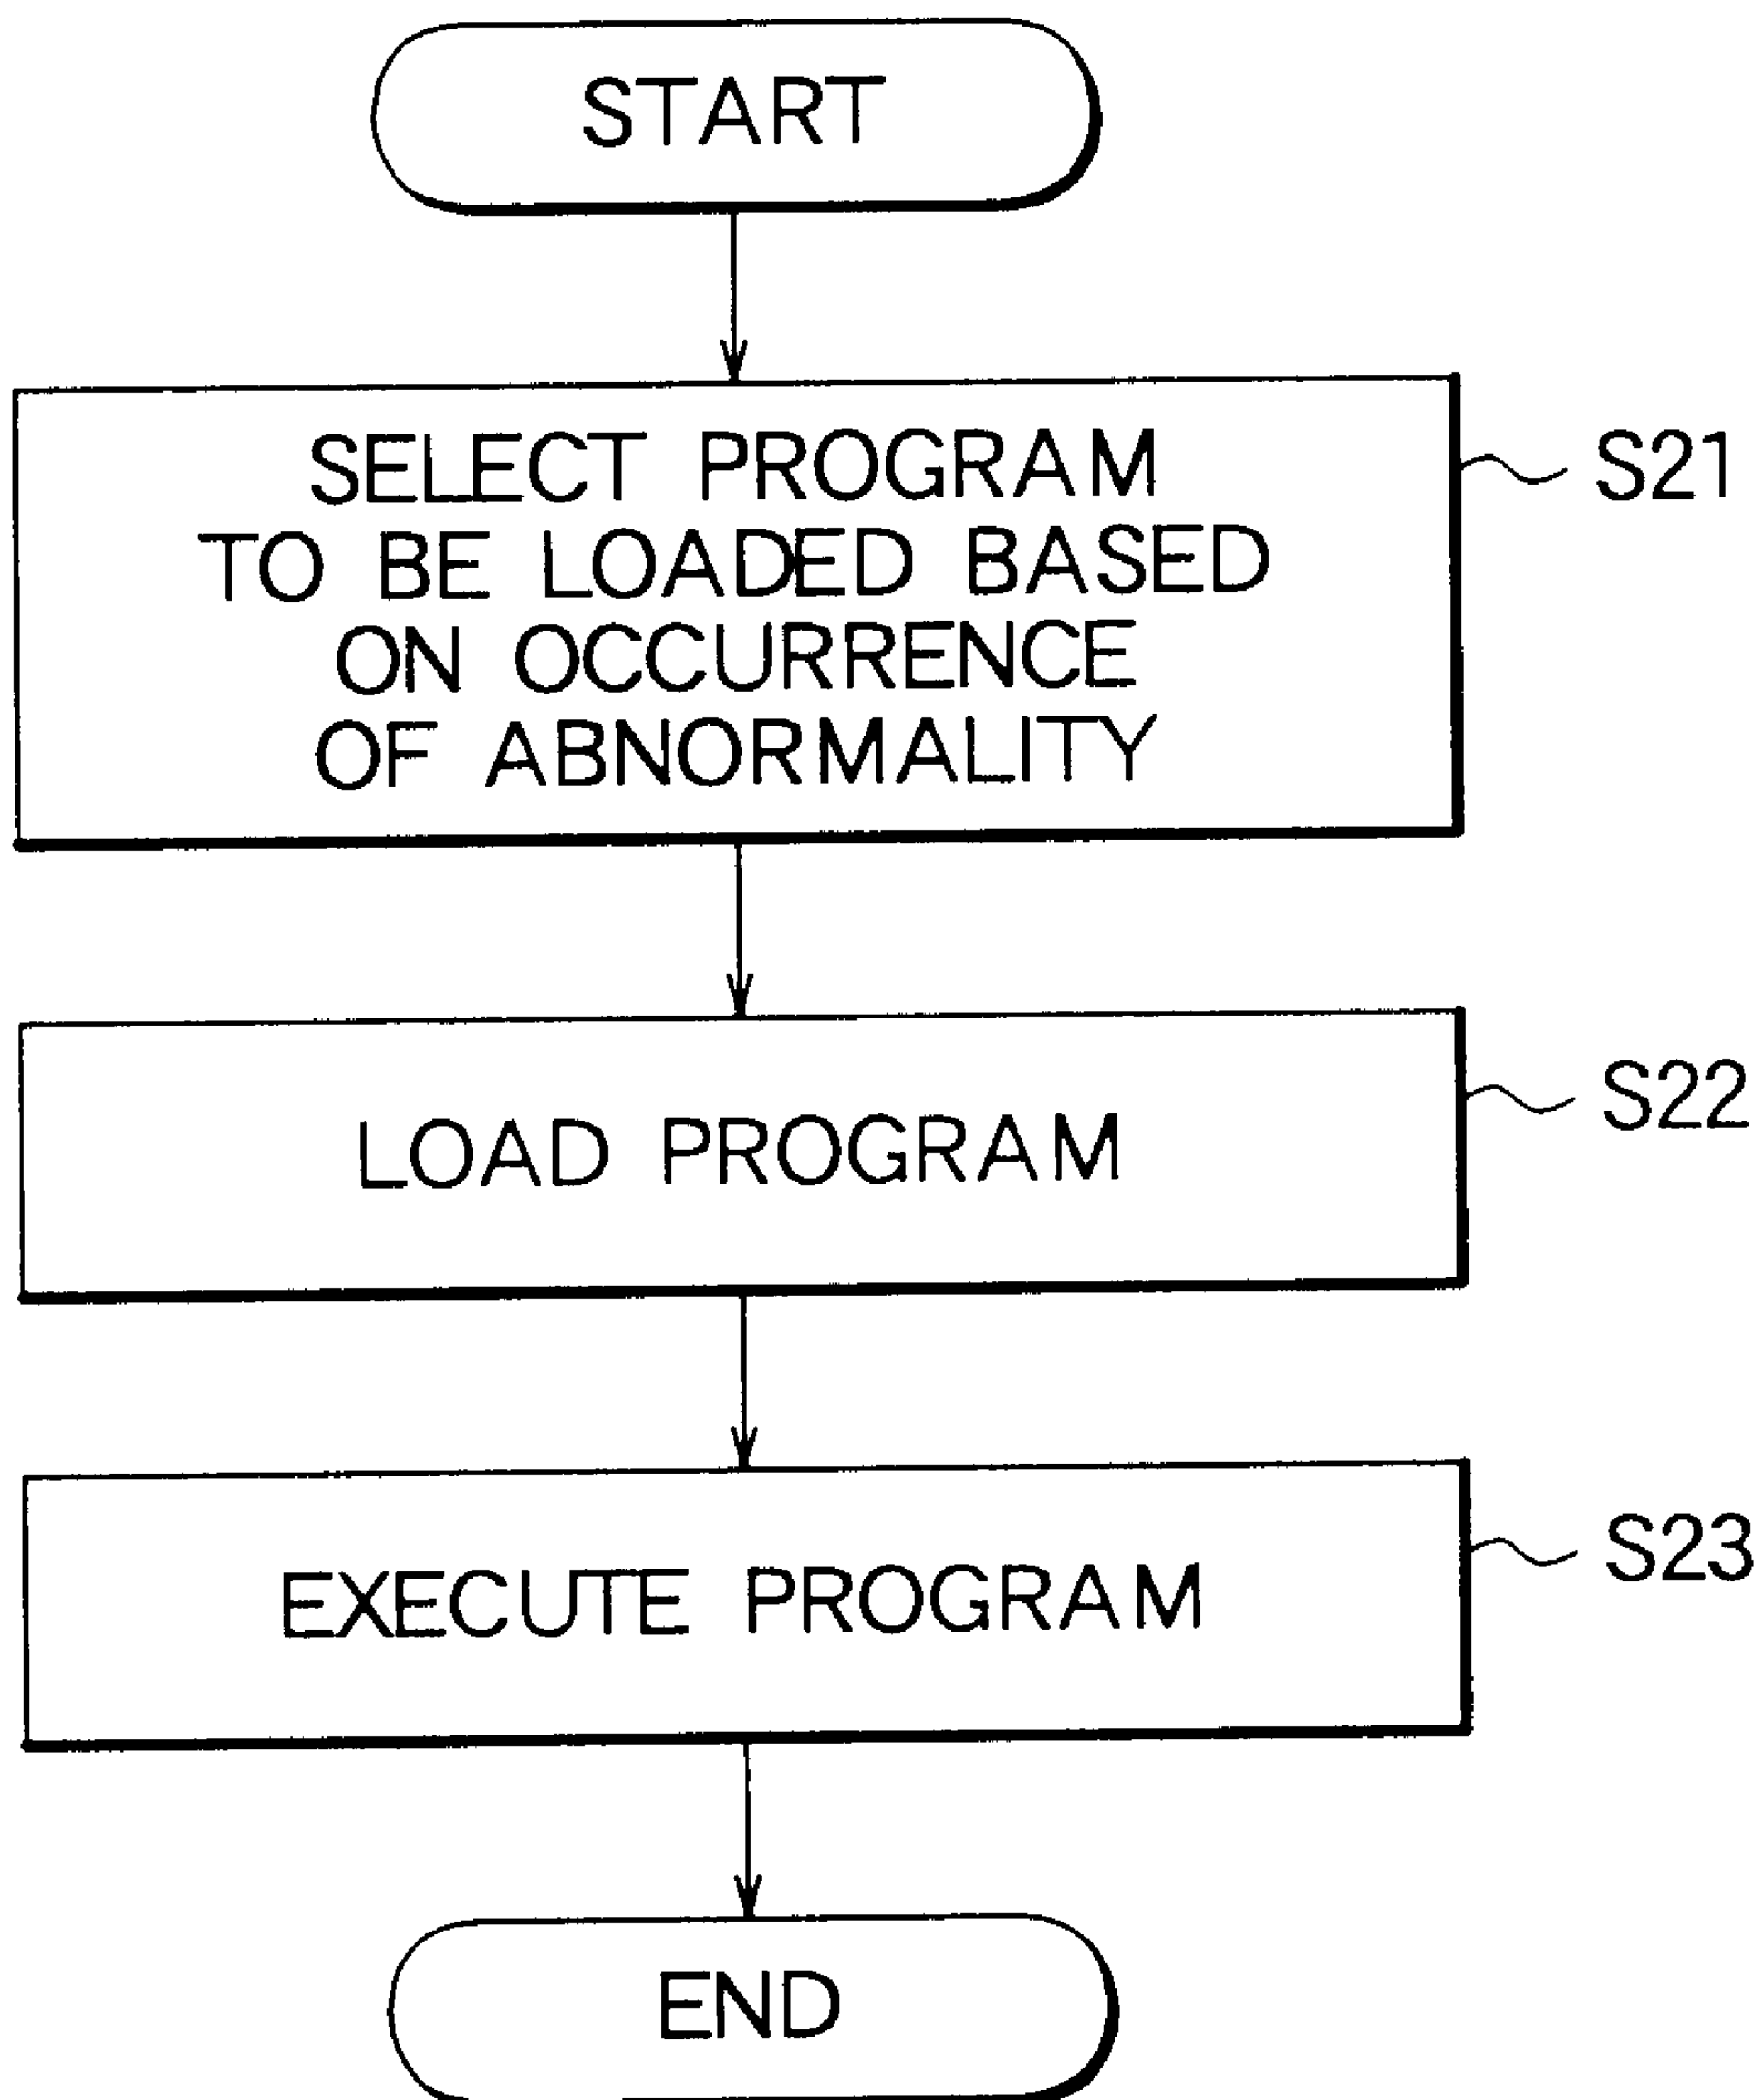 START
SELECT PROGRAM
TO BE LOADED BASED
ON OCCURRENCE
OF ABNORMALITY
S21
LOAD PROGRAM
S22
EXECUTE PROGRAM
S23
END